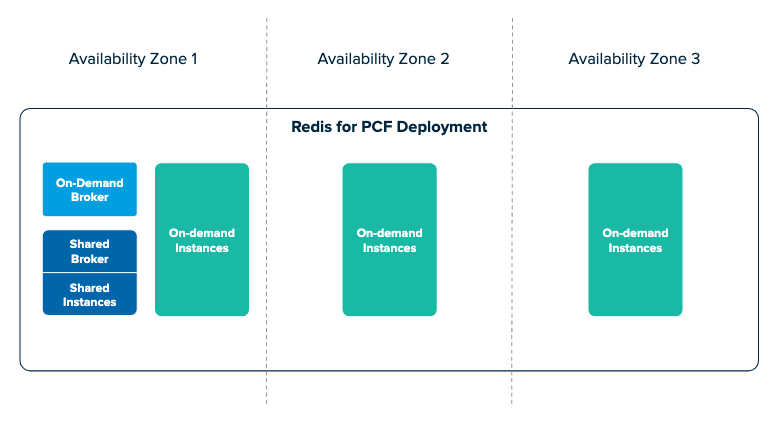 Availability Zone 1
Availability Zone 2
Availability Zone 3
Redis for PCF Deployment
On-Demand
Broker
Shared
Broker
Shared
Instances
On-demand
Instances
On-demand
Instances
On-demand
Instances